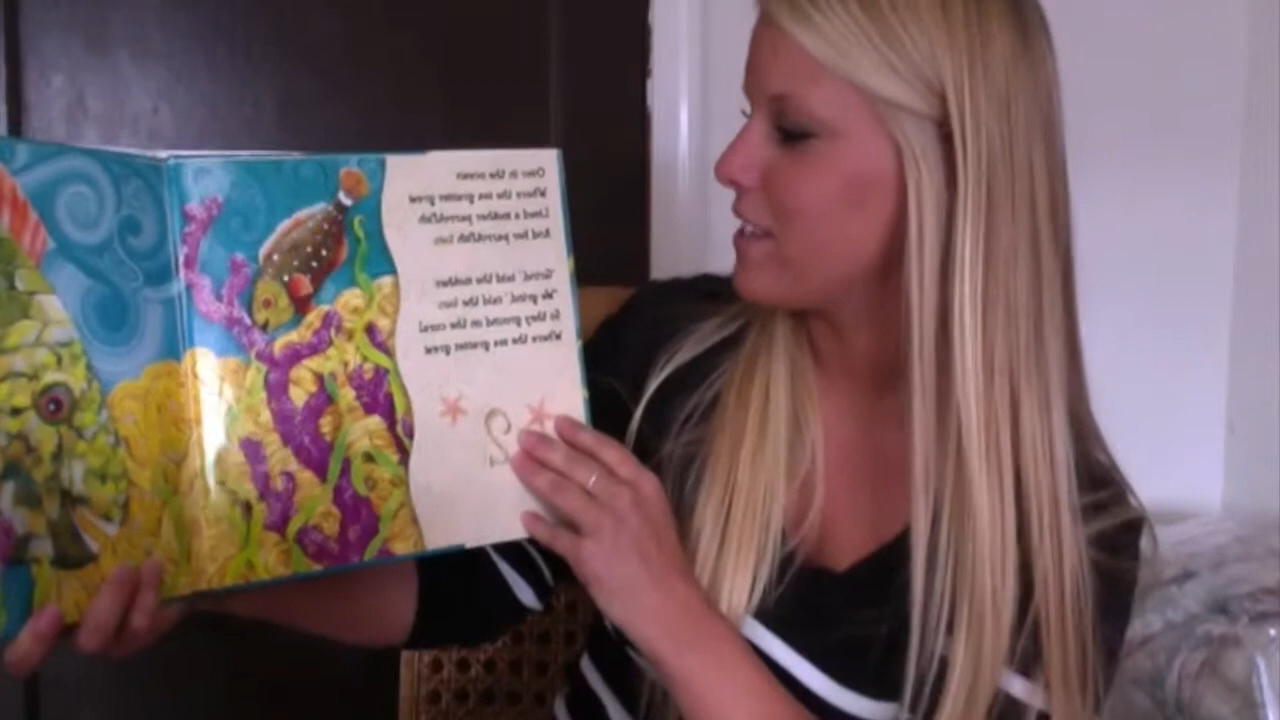 Over in the ocean
Where the sea grasses grew
Lived a mother parrotfish
And her parrotfish two.
"Grind," said the mother.
"We grind," said the two.
So they ground on the coral
Where the sea grasses grew.
2